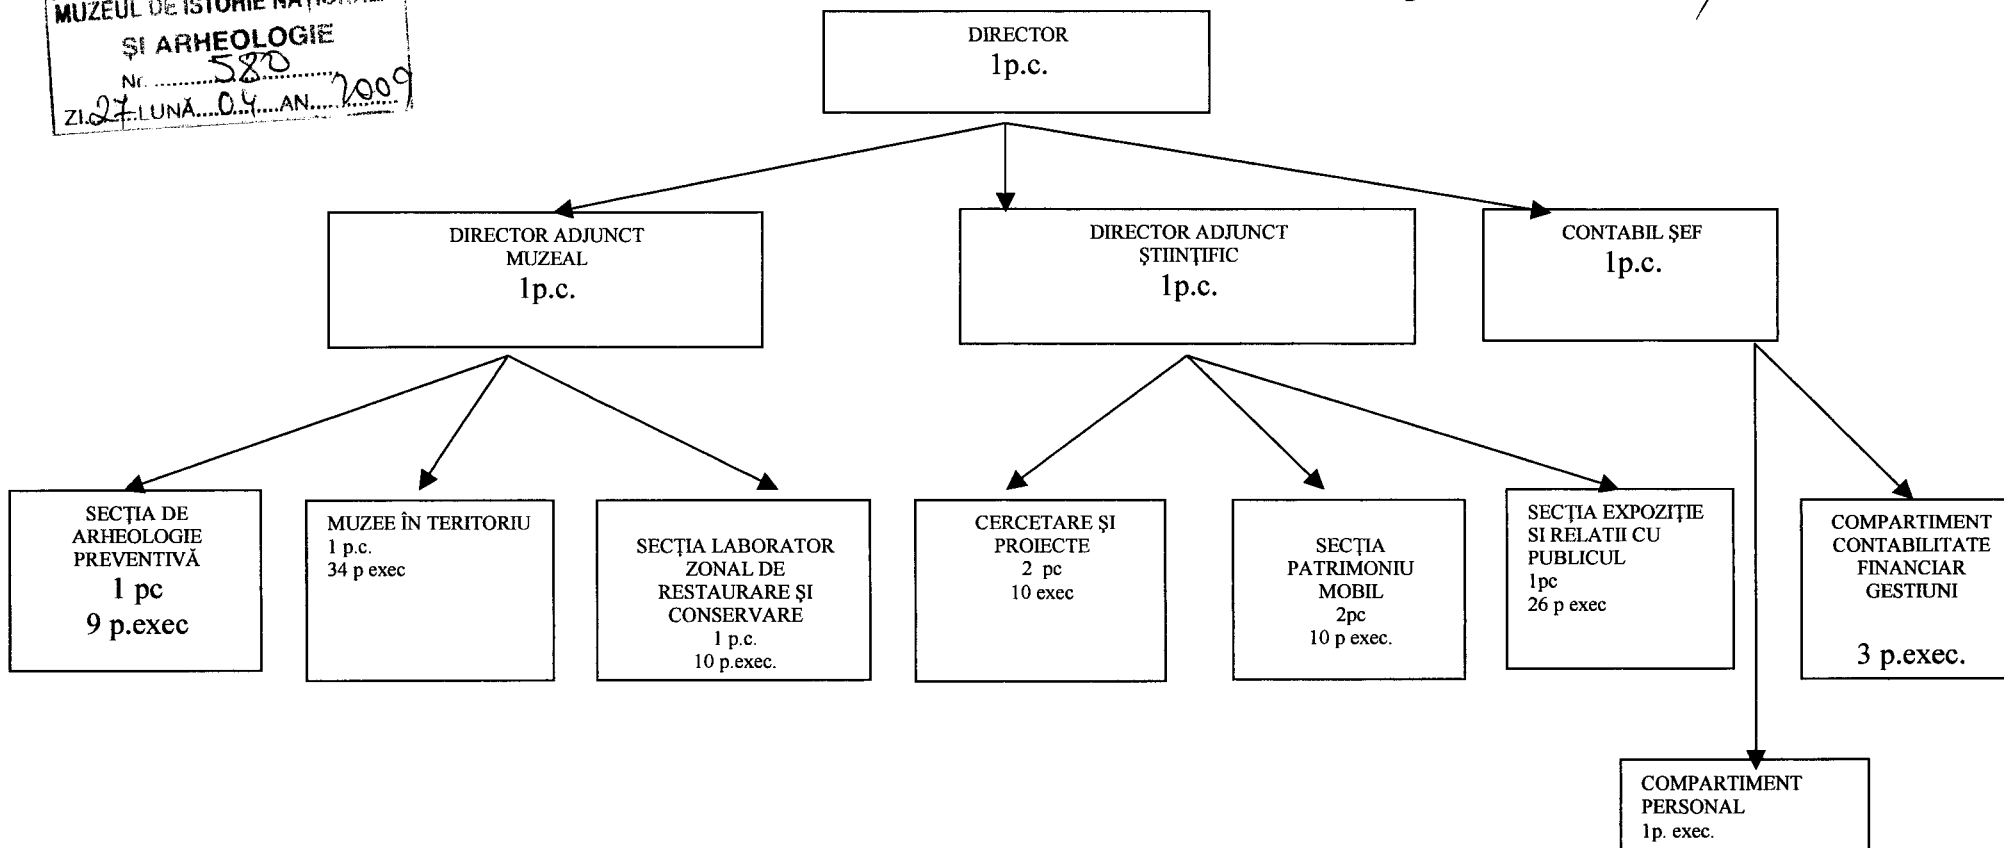 MUZEUL DE ISTORIE
ŞI ARHEOLOGIE
Nr. 580
ZI 27 LUNĂ 04 AN 2009
DIRECTOR
1p.c.
DIRECTOR ADJUNCT
MUZEAL
1p.c.
DIRECTOR ADJUNCT
ŞTIINŢIFIC
1p.c.
CONTABIL ŞEF
1p.c.
SECŢIA DE
ARHEOLOGIE
PREVENTIVĂ
1 pc
9 p.exec
MUZEE ÎN TERITORIU
1 p.c.
34 p exec
SECŢIA LABORATOR
ZONAL DE
RESTAURARE ŞI
CONSERVARE
1 p.c.
10 p.exec.
CERCETARE ŞI
PROIECTE
2 pc
10 exec
SECŢIA
PATRIMONIU
MOBIL
2pc
10 p exec.
SECŢIA EXPOZIŢIE
SI RELATII CU
PUBLICUL
1pc
26 p exec
COMPARTIMENT
CONTABILITATE
FINANCIAR
GESTIUNI
3 p.exec.
COMPARTIMENT
PERSONAL
1p. exec.